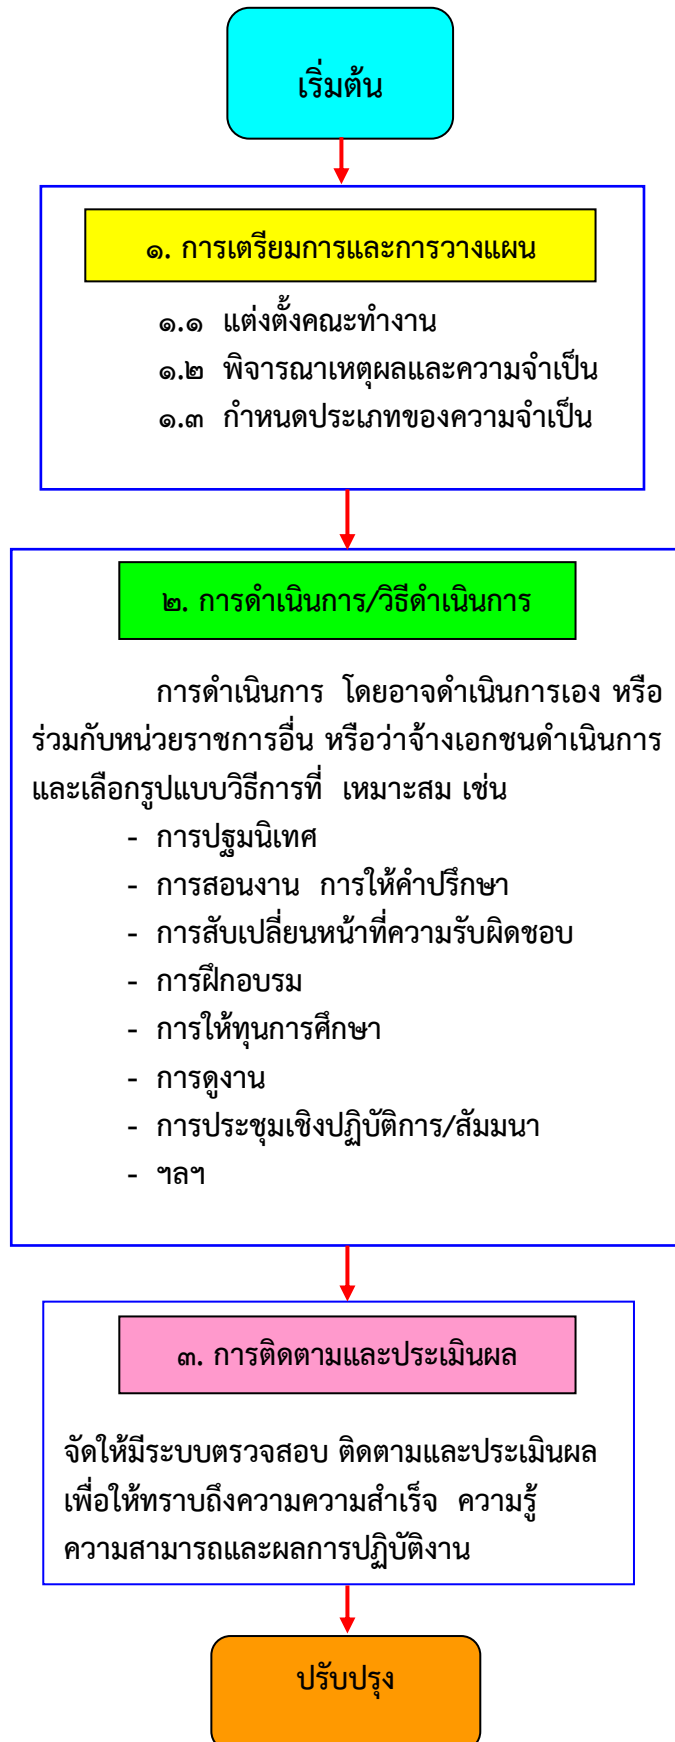 เริ่มต้น
๑. การเตรียมการและการวางแผน
๑.๑ แต่งตั้งคณะทำงาน
๑.๒ พิจารณาเหตุผลและความจำเป็น
๑.๓ กำหนดประเภทของความจำเป็น
๒. การดำเนินการ/วิธีดำเนินการ
การดำเนินการ โดยอาจดำเนินการเอง หรือ
ร่วมกับหน่วยราชการอื่น หรือว่าจ้างเอกชนดำเนินการ
และเลือกรูปแบบวิธีการที่ เหมาะสม เช่น
- การปฐมนิเทศ
- การสอนงาน การให้คำปรึกษา
- การสับเปลี่ยนหน้าที่ความรับผิดชอบ
- การฝึกอบรม
- การให้ทุนการศึกษา
- การดูงาน
- การประชุมเชิงปฏิบัติการ/สัมมนา
- ฯลฯ
๓. การติดตามและประเมินผล
จัดให้มีระบบตรวจสอบ ติดตามและประเมินผล
เพื่อให้ทราบถึงความความสำเร็จ ความรู้
ความสามารถและผลการปฏิบัติงาน
ปรับปรุง